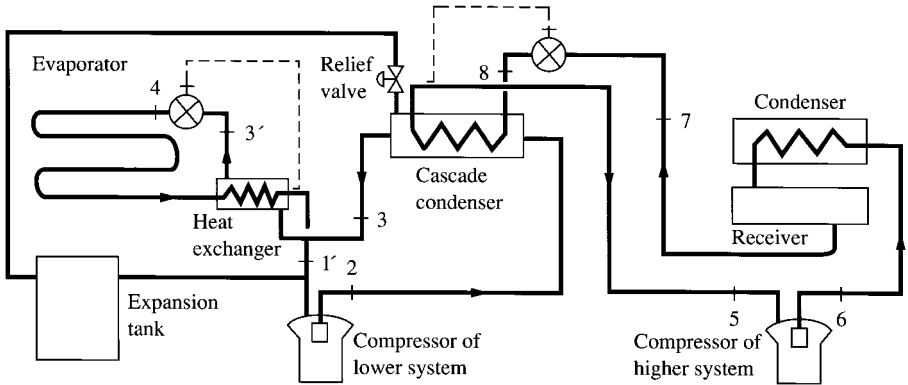 Evaporator
4
3´
Heat
exchanger
Relief
valve
8
Cascade
condenser
3
1´
2
Expansion
tank
Compressor of
lower system
7
Condenser
Receiver
5
6
Compressor of
higher system